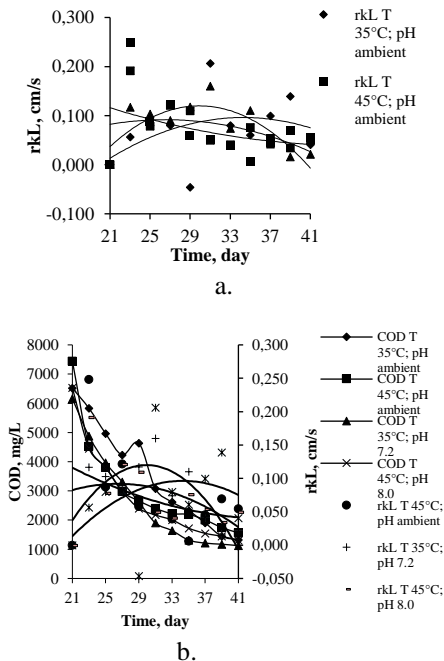 0,300
0,200
0,100
0,000
-0,100
rkL, cm/s
21 25 29 33 37 41
Time, day
rkL T
35°C; pH
ambient
rkL T
45°C; pH
ambient
a.
8000
7000
6000
5000
4000
3000
2000
1000
0
COD, mg/L
0,300
0,250
0,200
0,150
0,100
0,050
0,000
-0,050
rkL, cm/s
21 25 29 33 37 41
Time, day
COD T
35°C; pH
ambient
COD T
45°C; pH
ambient
COD T
35°C; pH
7.2
COD T
45°C; pH
8.0
rkL T 45°C;
pH ambient
rkL T 35°C;
pH 7.2
rkL T 45°C;
pH 8.0
b.